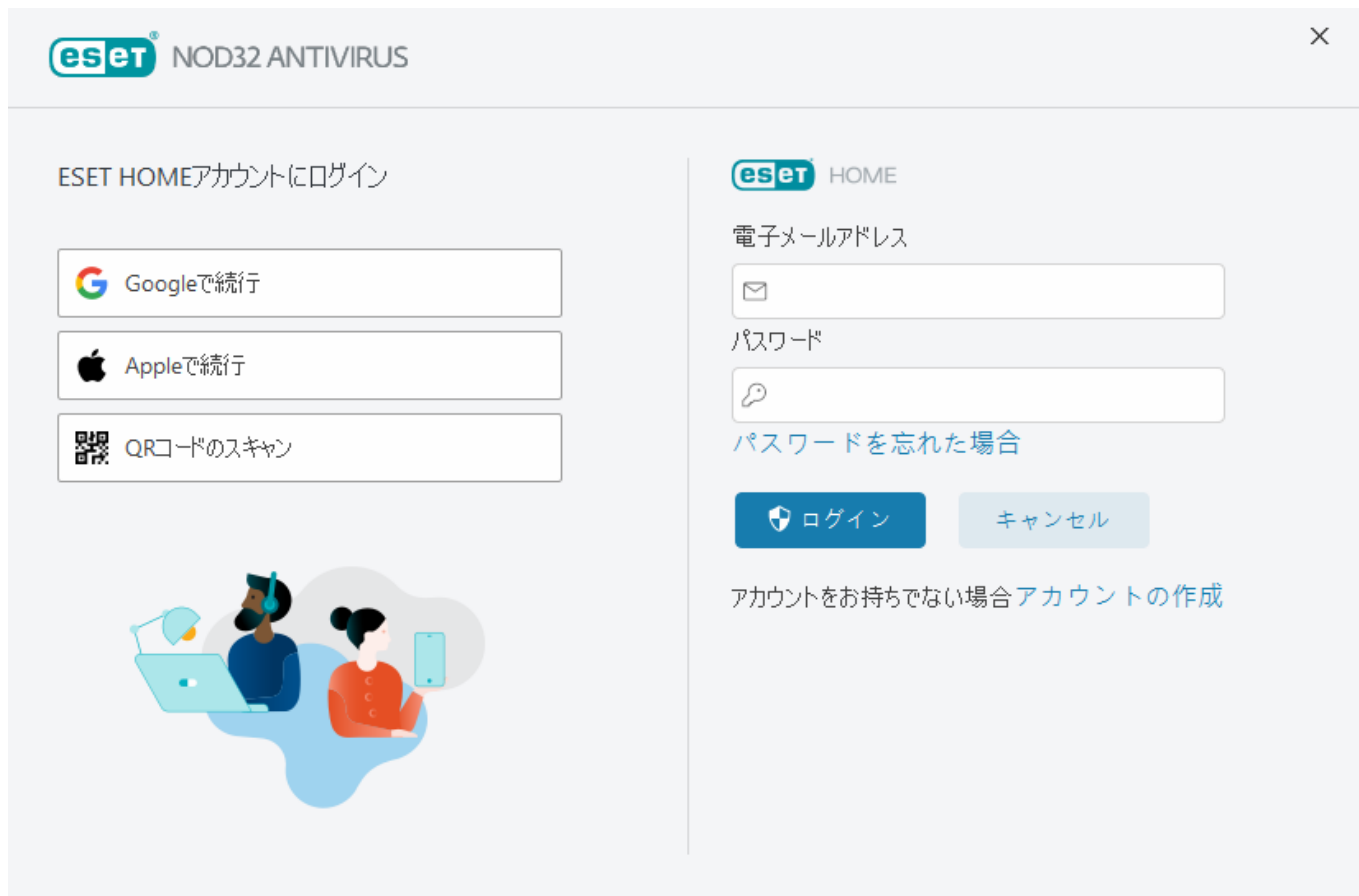 eset® NOD32 ANTIVIRUS
ESET HOMEアカウントにログイン
Googleで続行
Appleで続行
QRコードのスキャン
eset HOME
電子メールアドレス
パスワード
パスワードを忘れた場合
ログイン
キャンセル
アカウントをお持ちでない場合アカウントの作成